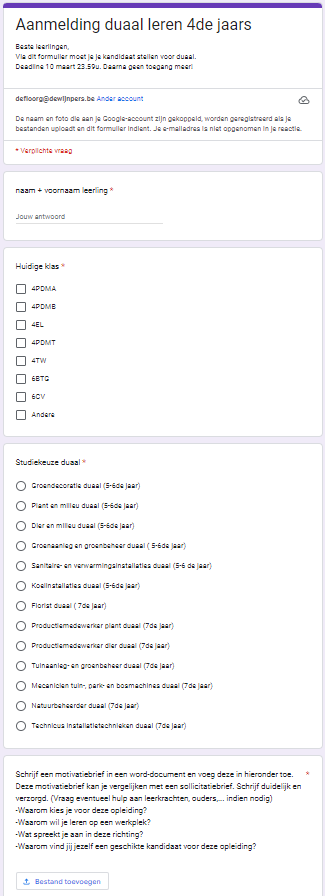 Aanmelding duaal leren 4de jaars
Beste leerlingen,
Via dit formulier moet je je kandidaat stellen voor duaal.
Deadline 10 maart 23.59u. Daarna geen toegang meer!
defloorg@dewijnpers.be Ander account
De naam en foto die aan je Google-account zijn gekoppeld, worden geregistreerd als je
bestanden uploadt en dit formulier indient. Je e-mailadres is niet opgenomen in je reactie.
* Verplichte vraag
naam + voornaam leerling *
Jouw antwoord
Huidige klas *
4PDMA
4PDMB
4EL
4PDMT
4TW
6BTG
6CV
Andere
Studiekeuze duaal *
Groendecoratie duaal (5-6de jaar)
Plant en milieu duaal (5-6de jaar)
Dier en milieu duaal (5-6de jaar)
Groenaanleg en groenbeheer duaal ( 5-6de jaar)
Sanitaire- en verwarmingsinstallaties duaal (5-6 de jaar)
Koelinstallaties duaal (5-6de jaar)
Florist duaal ( 7de jaar)
Productiemedewerker plant duaal (7de jaar)
Productiemedewerker dier duaal (7de jaar)
Tuinaanleg- en groenbeheer duaal (7de jaar)
Mecanicien tuin-, park- en bosmachines duaal (7de jaar)
Natuurbeheerder duaal (7de jaar)
Technicus installatietechnieken duaal (7de jaar)
Schrijf een motivatiebrief in een word-document en voeg deze in hieronder toe. *
Deze motivatiebrief kan je vergelijken met een sollicitatiebrief. Schrijf duidelijk en
verzorgd. (Vraag eventueel hulp aan leerkrachten, ouders,... indien nodig)
-Waarom kies je voor deze opleiding?
-Waarom wil je leren op een werkplek?
-Wat spreekt je aan in deze richting?
-Waarom vind jij jezelf een geschikte kandidaat voor deze opleiding?
Bestand toevoegen